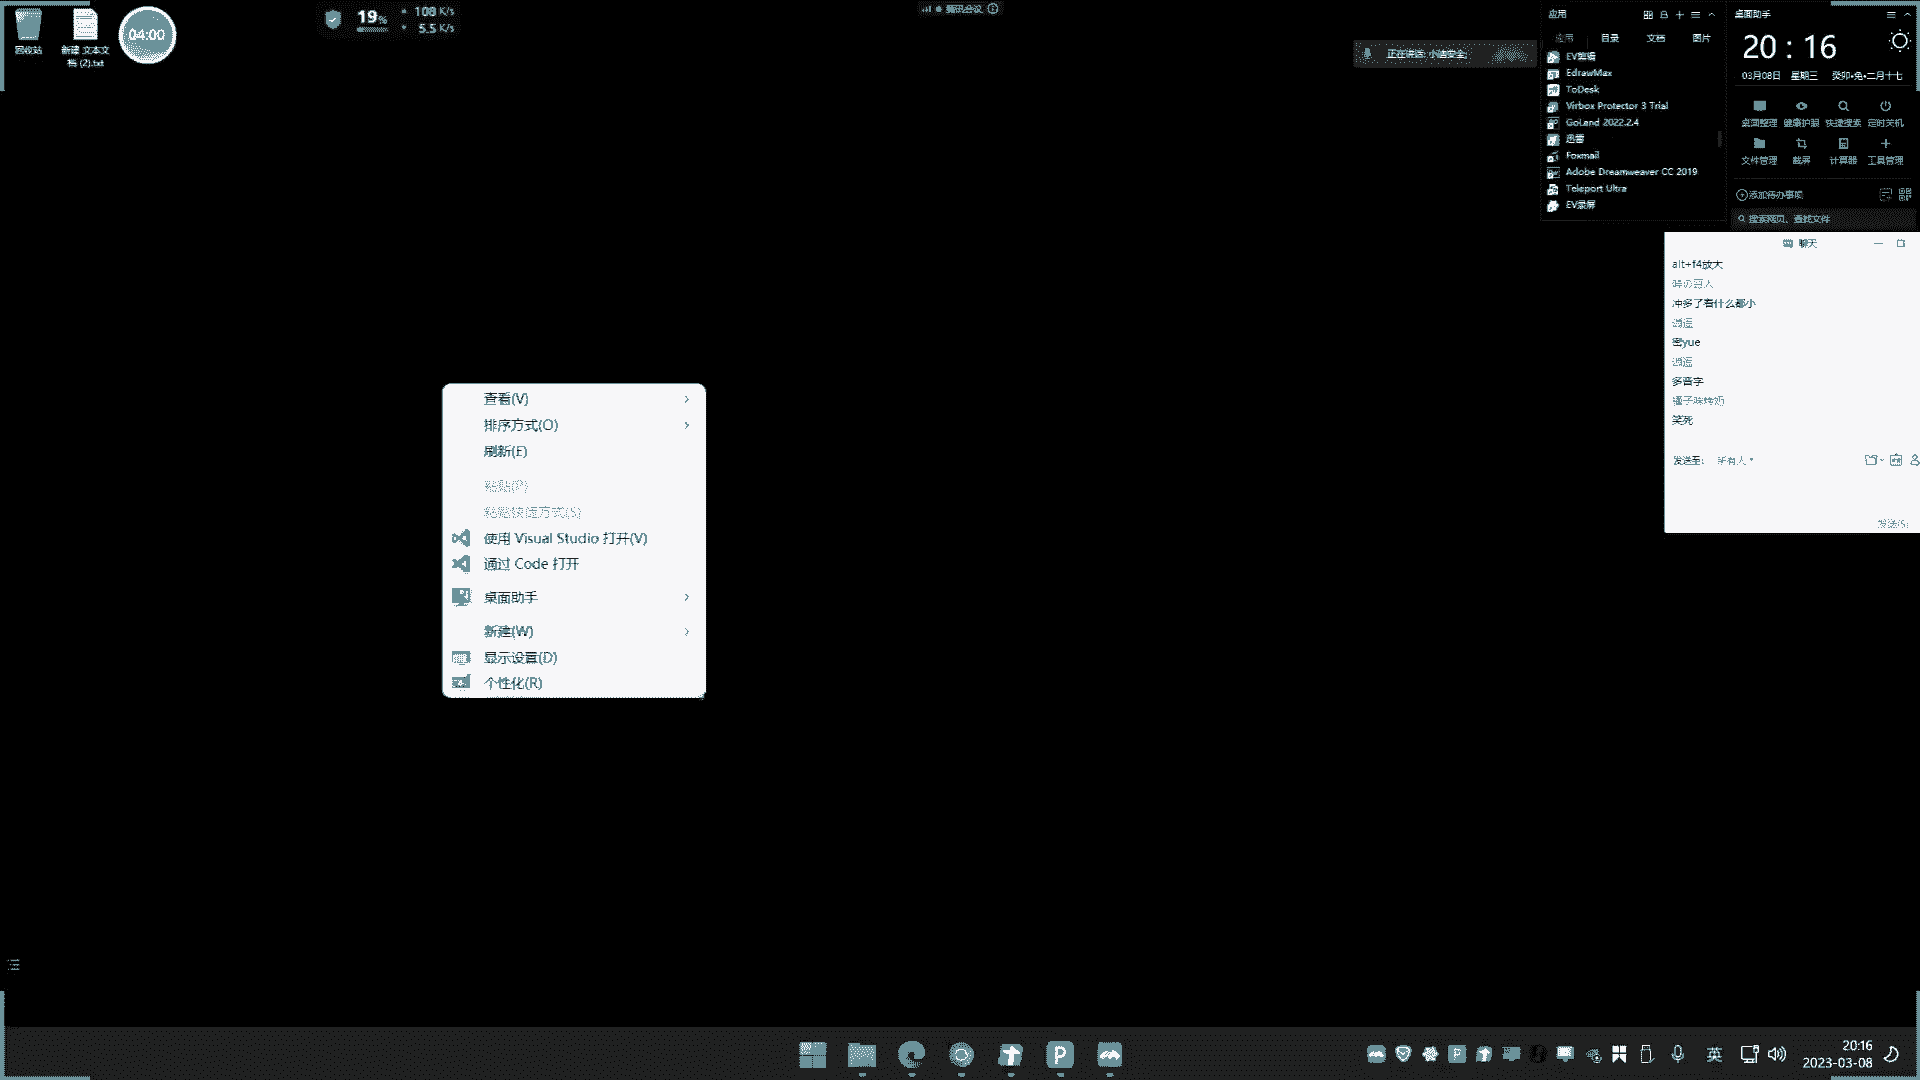 回收站
新建 文本文
档 (2).txt
04:00
19%
108 K/s
5.5 K/s
腾讯会议
正在讲话: 小迪安全;
应用
应用 目录 文档 图片
EV剪辑
EdrawMax
ToDesk
Virbox Protector 3 Trial
GoLand 2022.2.4
迅雷
Foxmail
Adobe Dreamweaver CC 2019
Teleport Ultra
EV录屏
桌面助手
20 : 16
03月08日 星期三 癸卯•兔•二月十七
桌面整理 健康护眼 快捷搜索 定时关机
文件管理 截屏 计算器 工具管理
添加待办事项
搜索网页、查找文件
聊天
alt+f4放大
冲多了看什么都小
逍遥
密yue
逍遥
多音字
笑死
发送至: 所有人
发送(S)
查看(V)
排序方式(O)
刷新(E)
粘贴(P)
粘贴快捷方式(S)
使用 Visual Studio 打开(V)
通过 Code 打开
桌面助手
新建(W)
显示设置(D)
个性化(R)
英
20:16
2023-03-08